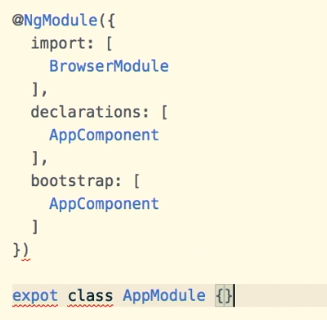 @NgModule({
  import: [
    BrowserModule
  ],
  declarations: [
    AppComponent
  ],
  bootstrap: [
    AppComponent
  ]
})
expot class AppModule {}